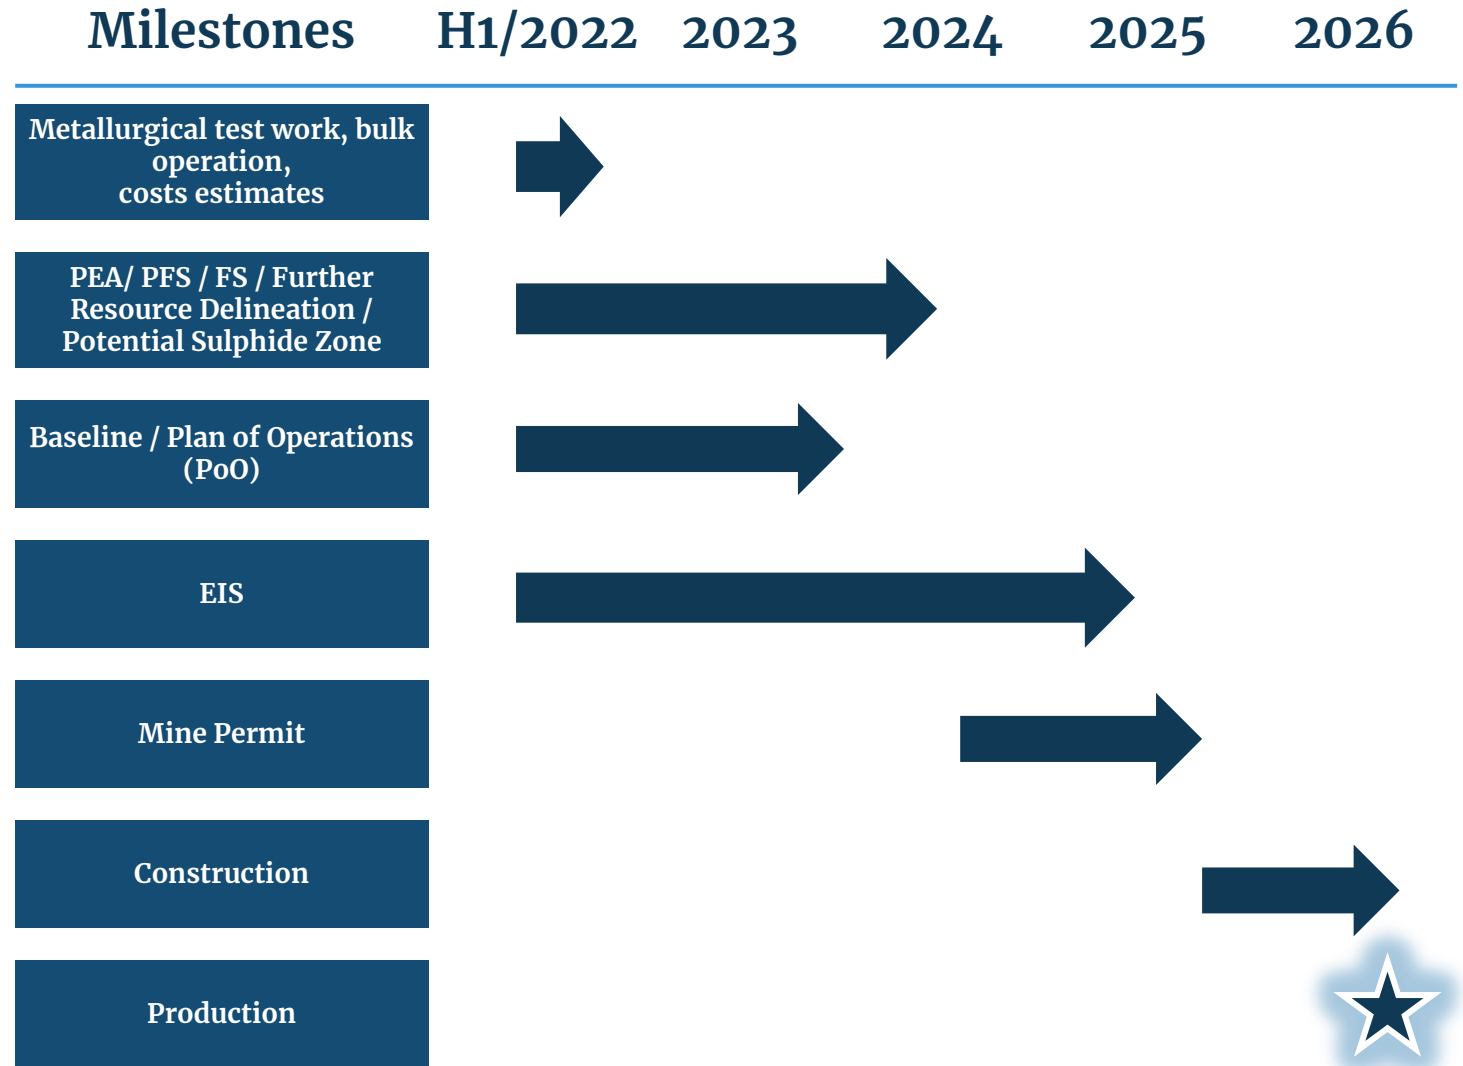 Milestones H1/2022 2023 2024 2025 2026
Metallurgical test work, bulk
operation,
costs estimates
PEA/ PFS / FS / Further
Resource Delineation /
Potential Sulphide Zone
Baseline / Plan of Operations
(PoO)
EIS
Mine Permit
Construction
Production